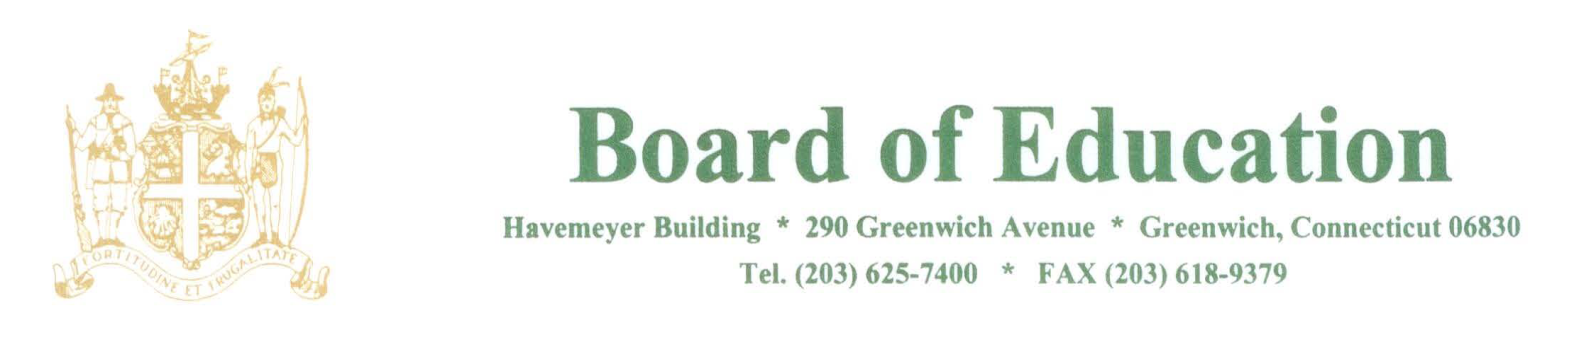 Board of Education
Havemeyer Building * 290 Greenwich Avenue * Greenwich, Connecticut 06830
Tel. (203) 625-7400 * FAX (203) 618-9379
FORTITUDINE ET FRUGALITATE